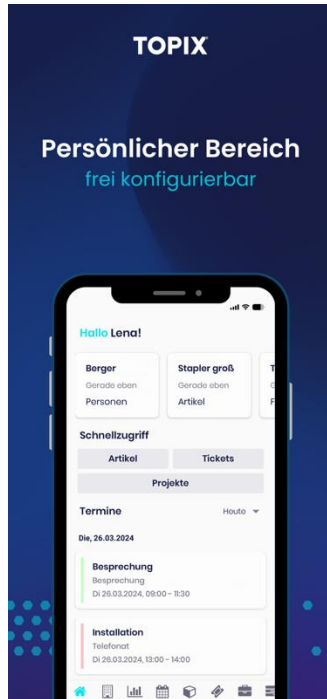 TOPIX
Persönlicher Bereich
frei konfigurierbar
Hallo Lena!
Berger
Gerade eben
Personen
Stapler groß
Gerade eben
Artikel
Schnellzugriff
Artikel
Tickets
Projekte
Termine
Heute
Die, 26.03.2024
Besprechung
Besprechung
Di 26.03.2024, 09:00 - 11:30
Installation
Telefonat
Di 26.03.2024, 13:00 - 14:00